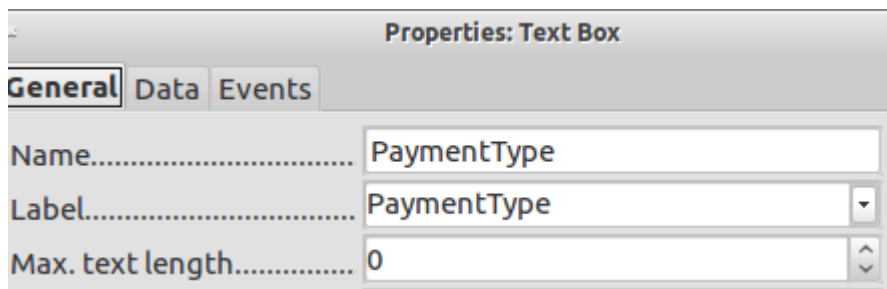 Properties: Text Box
General Data Events
Name............................... PaymentType
Label................................ PaymentType
Max. text length.............. 0